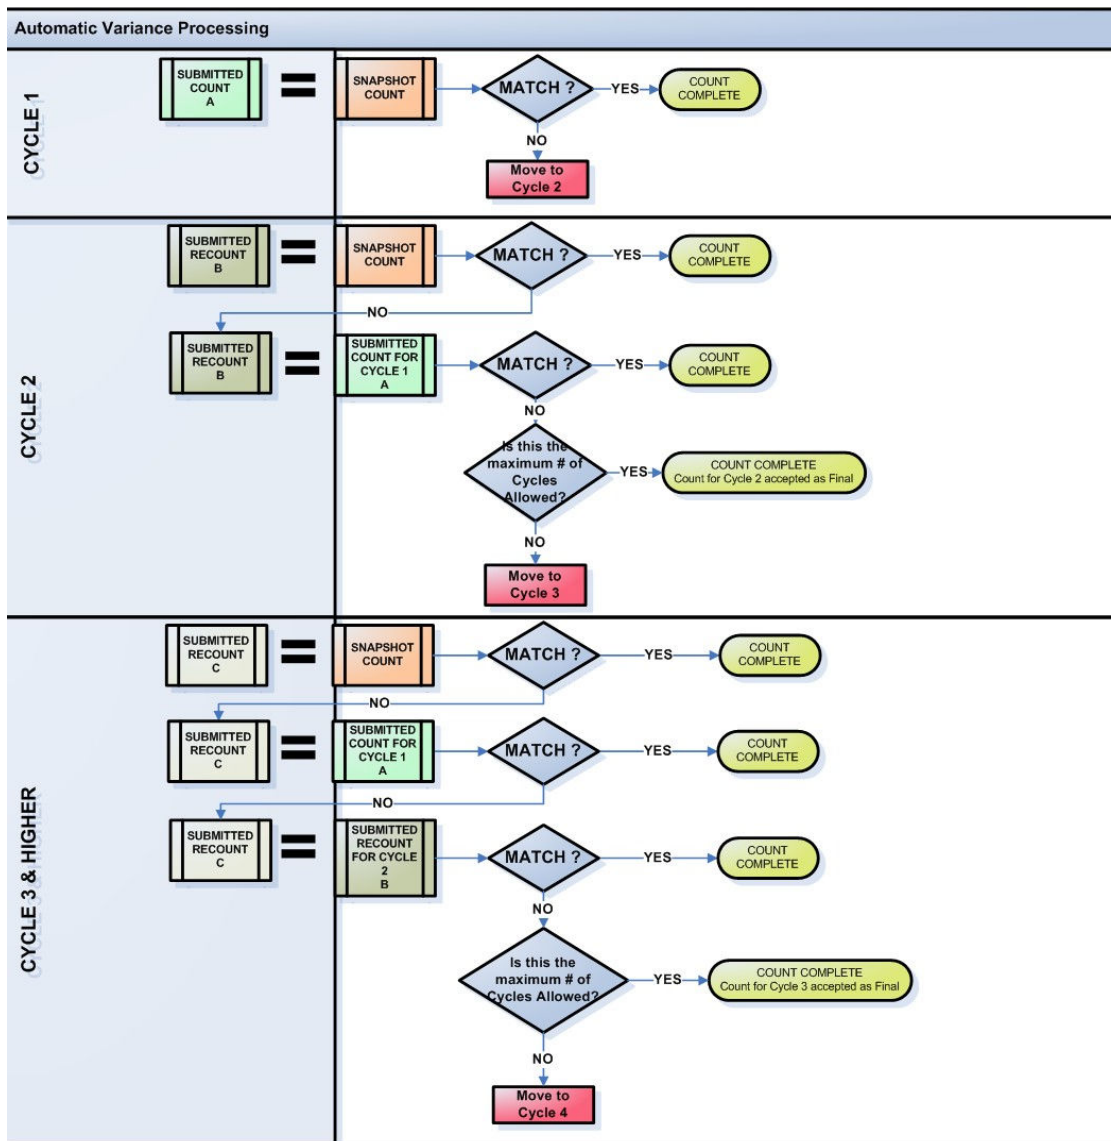 Automatic Variance Processing
CYCLE 1
SUBMITTED
COUNT
A
=
SNAPSHOT
COUNT
MATCH ?
YES
COUNT
COMPLETE
NO
Move to
Cycle 2
CYCLE 2
SUBMITTED
RECOUNT
B
=
SNAPSHOT
COUNT
MATCH ?
YES
COUNT
COMPLETE
NO
SUBMITTED
RECOUNT
B
=
SUBMITTED
COUNT FOR
CYCLE 1
A
MATCH ?
YES
COUNT
COMPLETE
NO
Is this the
maximum # of
Cycles
Allowed?
YES
COUNT COMPLETE
Count for Cycle 2 accepted as Final
NO
Move to
Cycle 3
CYCLE 3 & HIGHER
SUBMITTED
RECOUNT
C
=
SNAPSHOT
COUNT
MATCH ?
YES
COUNT
COMPLETE
NO
SUBMITTED
RECOUNT
C
=
SUBMITTED
COUNT FOR
CYCLE 1
A
MATCH ?
YES
COUNT
COMPLETE
NO
SUBMITTED
RECOUNT
C
=
SUBMITTED
RECOUNT
FOR CYCLE
2
B
MATCH ?
YES
COUNT
COMPLETE
NO
Is this the
maximum # of
Cycles Allowed?
YES
COUNT COMPLETE
Count for Cycle 3 accepted as Final
NO
Move to
Cycle 4